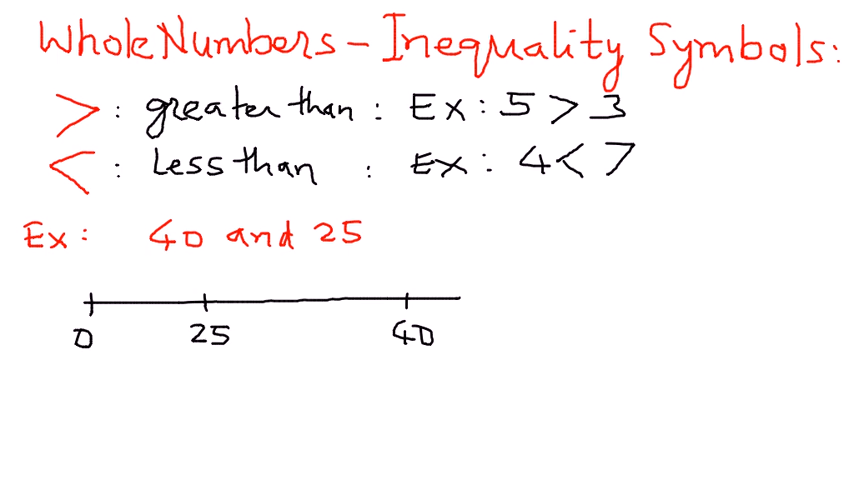 Whole Numbers - Inequality Symbols:
> : greater than : Ex : 5 > 3
< : Less than : Ex : 4 < 7
Ex : 40 and 25
0 25 40